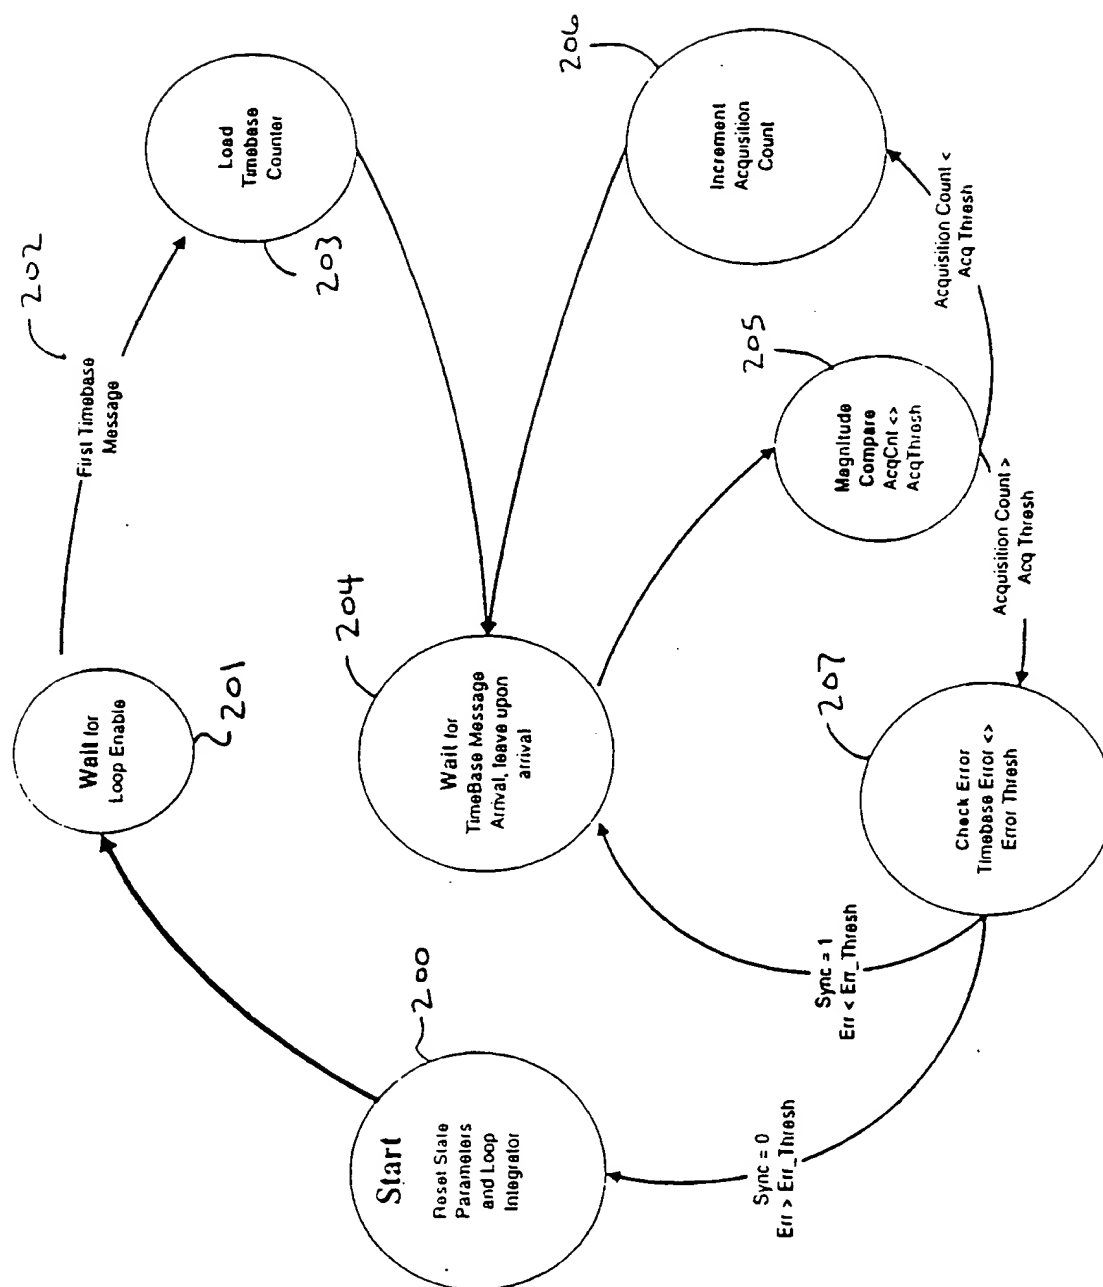 Start
Reset State
Parameters
and Loop
Integrator
200
Wait for
Loop Enable
201
First Timebase
Message
202
Load
Timebase
Counter
203
Wait for
TimeBase Message
Arrival, leave upon
arrival
204
Magnitude
Compare
AcqCnt <>
AcqThresh
205
Acquisition Count <
Acq Thresh
Increment
Acquisition
Count
206
Acquisition Count >
Acq Thresh
Check Error
Timebase Error <>
Error Thresh
207
Sync = 1
Err < Err_Thresh
Sync = 0
Err > Err_Thresh